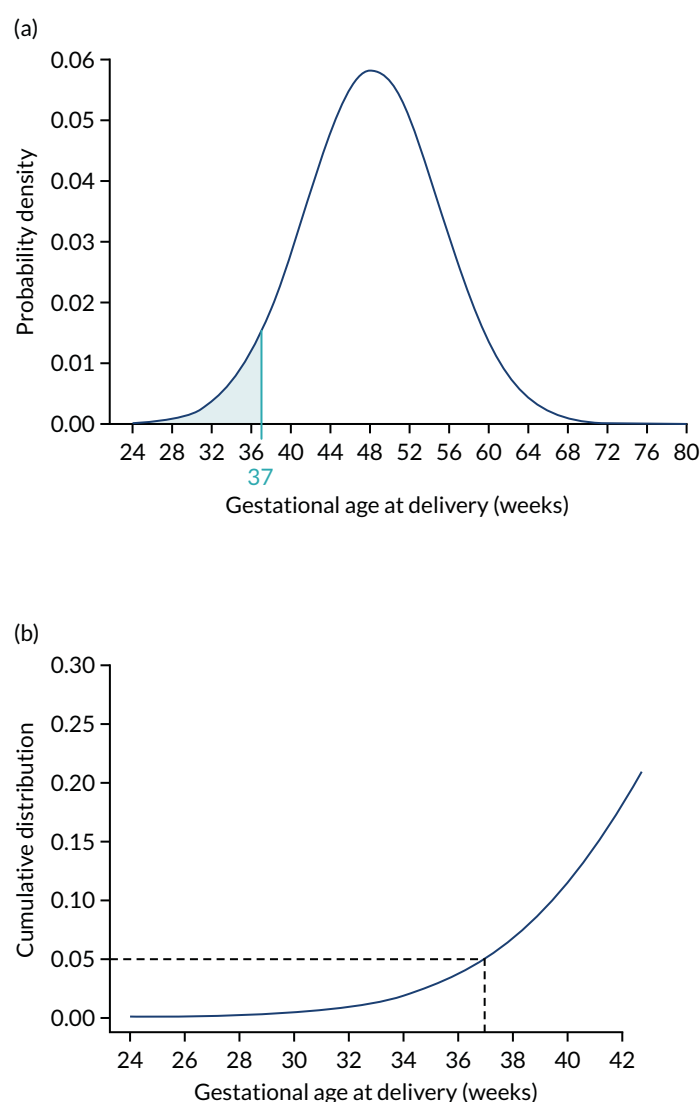 (a)
0.06
0.05
0.04
0.03
0.02
0.01
0.00
Probability density
24 28 32 36 40 44 48 52 56 60 64 68 72 76 80
37
Gestational age at delivery (weeks)
(b)
0.30
0.25
0.20
0.15
0.10
0.05
0.00
Cumulative distribution
24 26 28 30 32 34 36 38 40 42
Gestational age at delivery (weeks)